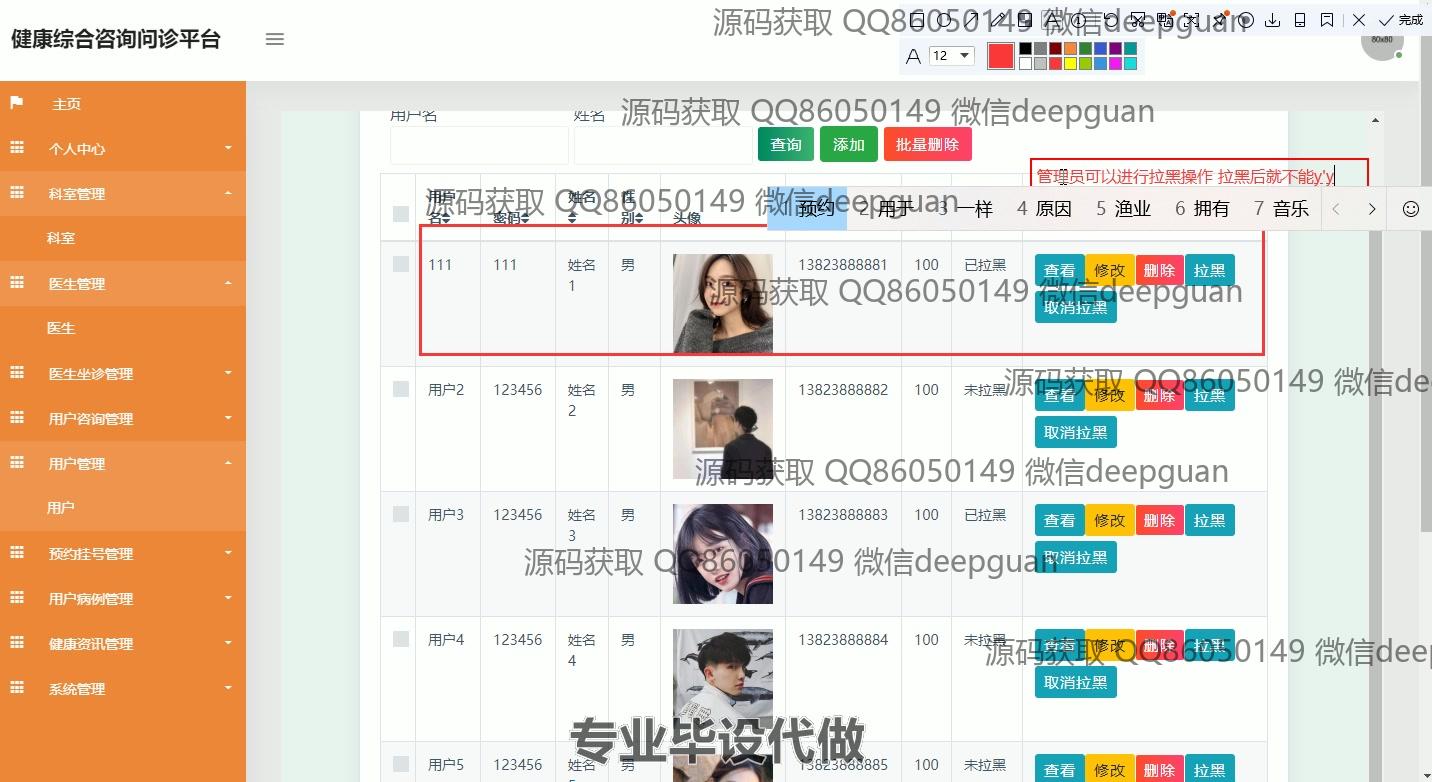 健康综合咨询问诊平台
源码获取 QQ86050149 微信deepguan
完成
A 12
80x80
主页
个人中心
科室管理
科室
医生管理
医生
医生坐诊管理
用户咨询管理
用户管理
用户
预约挂号管理
用户病例管理
健康资讯管理
系统管理
源码获取 QQ86050149 微信deepguan
用户名 姓名
查询 添加 批量删除
管理员可以进行拉黑操作 拉黑后就不能y'y
预约 2 用于 3 一样 4 原因 5 渔业 6 拥有 7 音乐
源码获取 QQ86050149 微信deepguan
用户名 密码 姓名 性别 头像
111 111 姓名1 男 13823888881 100 已拉黑 查看 修改 删除 拉黑
取消拉黑
源码获取 QQ86050149 微信deepguan
用户2 123456 姓名2 男 13823888882 100 未拉黑 查看 修改 删除 拉黑
取消拉黑
源码获取 QQ86050149 微信de
源码获取 QQ86050149 微信deepguan
用户3 123456 姓名3 男 13823888883 100 已拉黑 查看 修改 删除 拉黑
取消拉黑
源码获取 QQ86050149 微信deepguan
用户4 123456 姓名4 男 13823888884 100 未拉黑 查看 修改 删除 拉黑
取消拉黑
源码获取 QQ86050149 微信dee
专业毕设代做
用户5 123456 姓名 男 13823888885 100 未拉黑 查看 修改 删除 拉黑